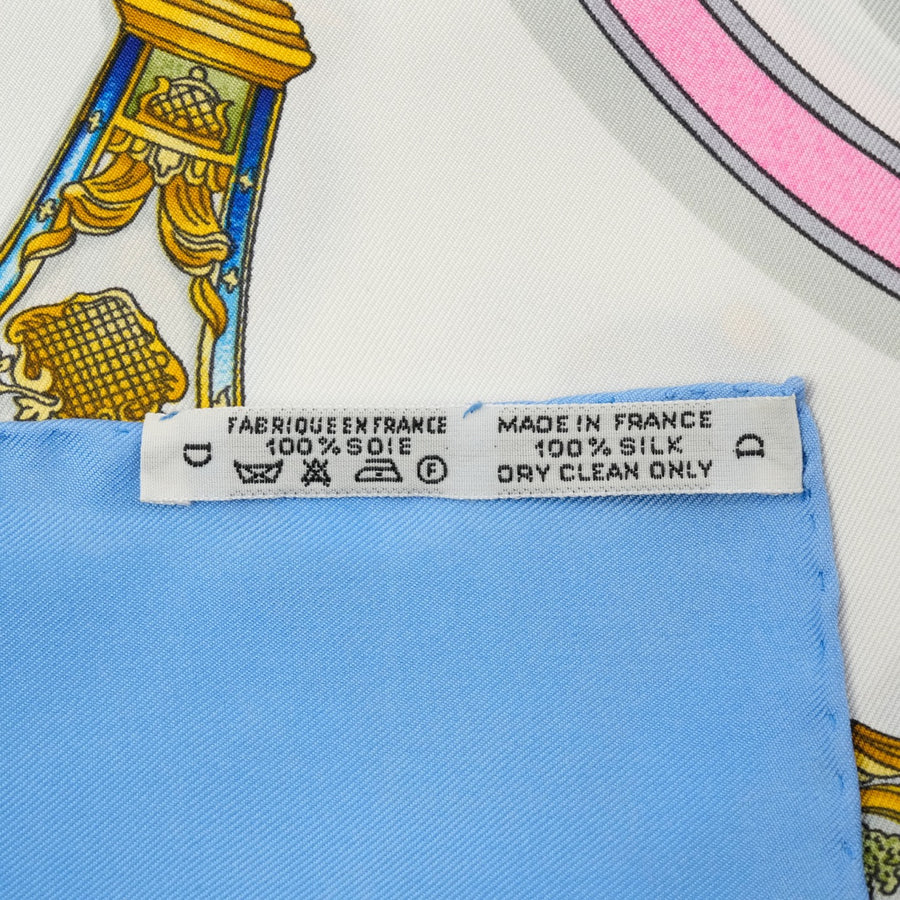 D
FABRIQUE EN FRANCE
100% SOIE
F
MADE IN FRANCE
100% SILK
DRY CLEAN ONLY
D